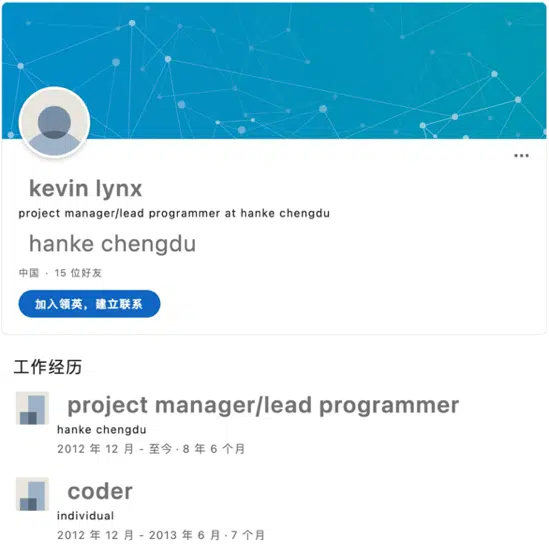 kevin lynx
project manager/lead programmer at hanke chengdu
hanke chengdu
中国 · 15 位好友
加入领英，建立联系
工作经历
project manager/lead programmer
hanke chengdu
2012 年 12 月 - 至今 · 8 年 6 个月
coder
individual
2012 年 12 月 - 2013 年 6 月 · 7 个月